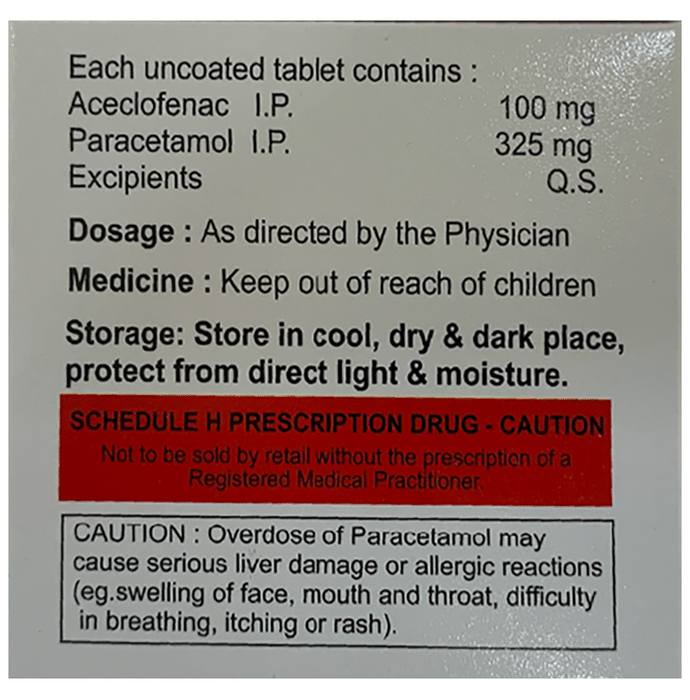 Each uncoated tablet contains :
Aceclofenac I.P. 100 mg
Paracetamol I.P. 325 mg
Excipients Q.S.
Dosage : As directed by the Physician
Medicine : Keep out of reach of children
Storage: Store in cool, dry & dark place,
protect from direct light & moisture.
SCHEDULE H PRESCRIPTION DRUG - CAUTION
Not to be sold by retail without the prescription of a
Registered Medical Practitioner.
CAUTION : Overdose of Paracetamol may
cause serious liver damage or allergic reactions
(eg.swelling of face, mouth and throat, difficulty
in breathing, itching or rash).